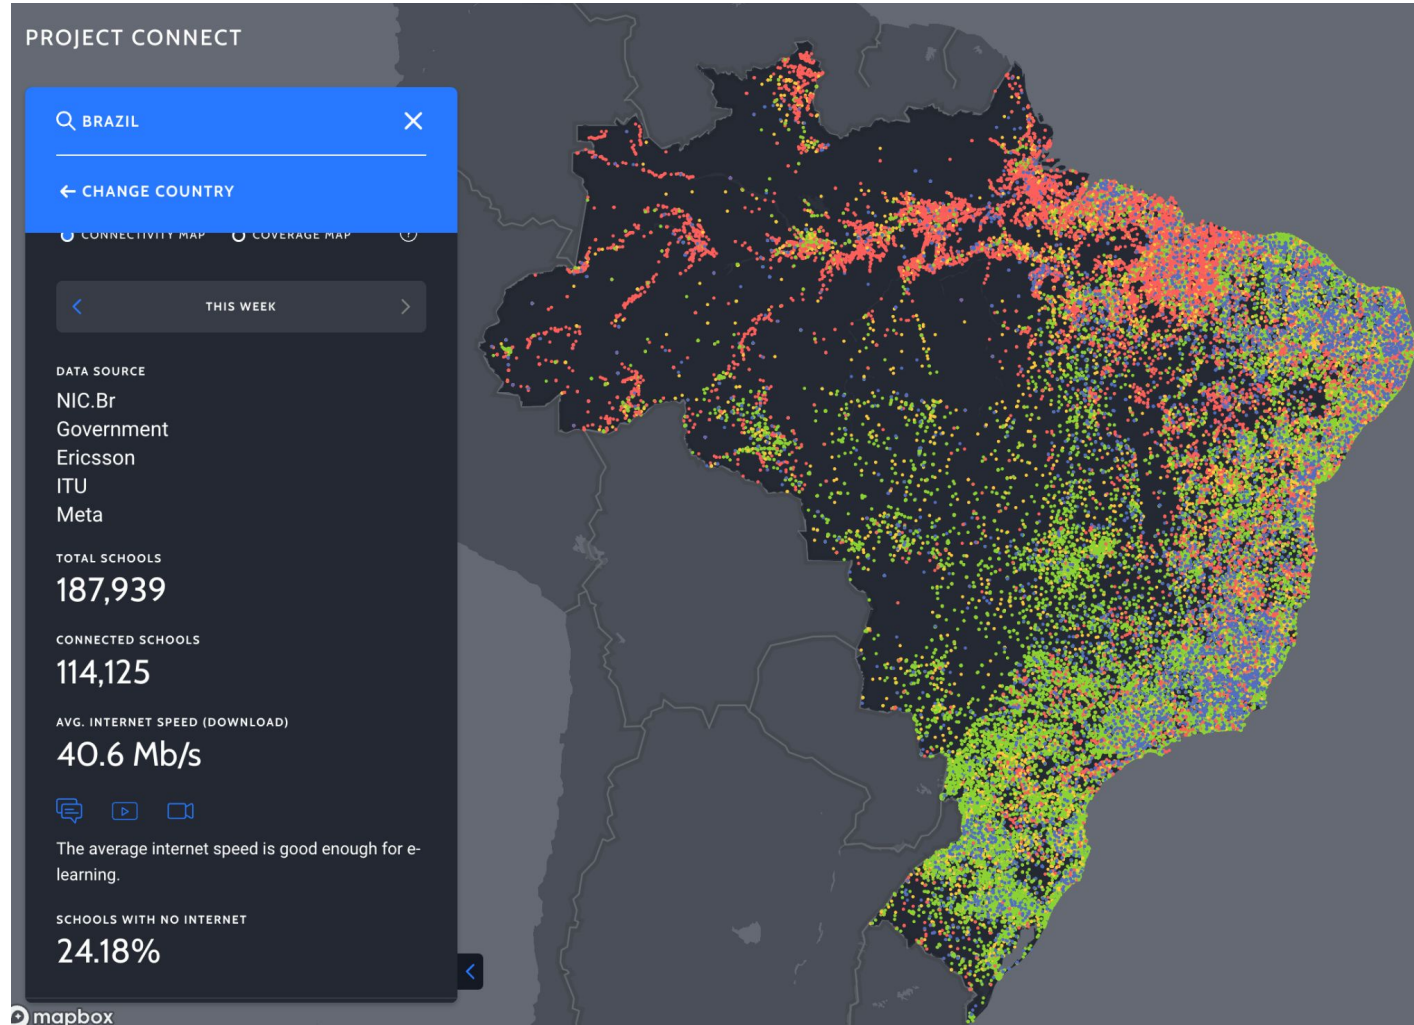 PROJECT CONNECT
BRAZIL
CHANGE COUNTRY
CONNECTIVITY MAP COVERAGE MAP ?
THIS WEEK
DATA SOURCE
NIC.Br
Government
Ericsson
ITU
Meta
TOTAL SCHOOLS
187,939
CONNECTED SCHOOLS
114,125
AVG. INTERNET SPEED (DOWNLOAD)
40.6 Mb/s
The average internet speed is good enough for e-
learning.
SCHOOLS WITH NO INTERNET
24.18%
mapbox